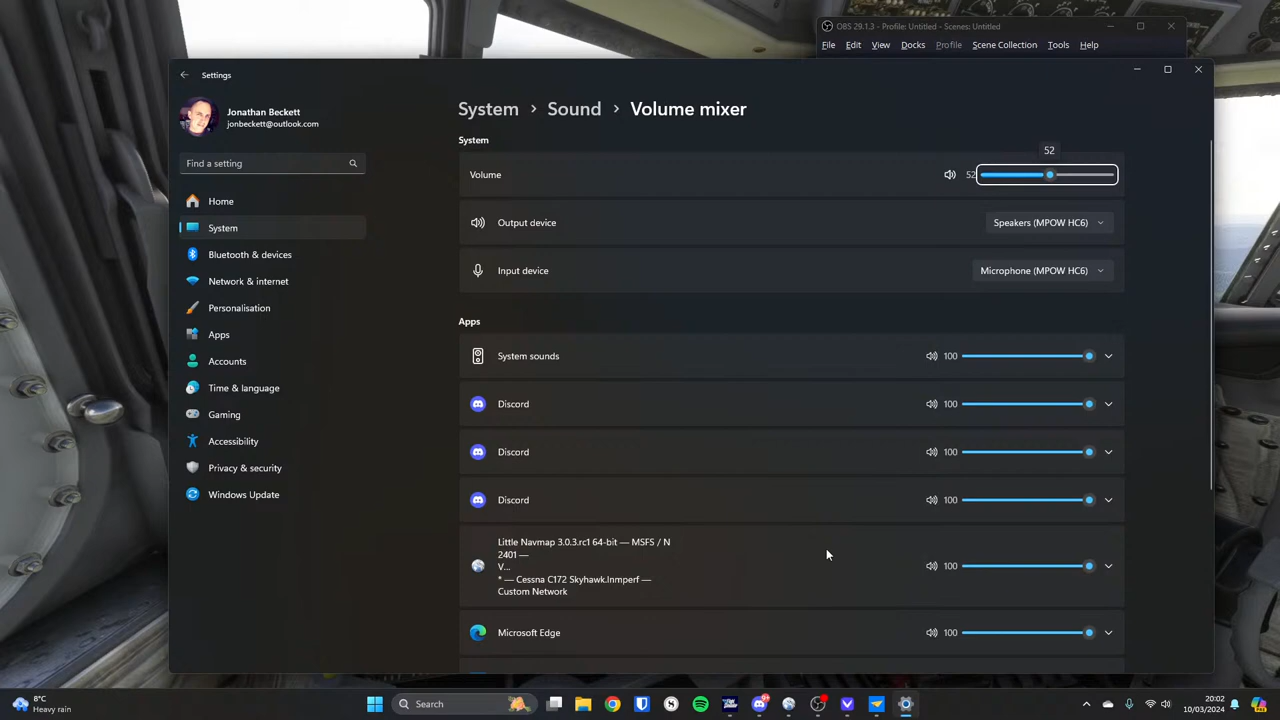 OBS 29.1.3 - Profile: Untitled - Scenes: Untitled
File Edit View Docks Profile Scene Collection Tools Help
Settings
Jonathan Beckett
jonbeckett@outlook.com
Find a setting
Home
System
Bluetooth & devices
Network & internet
Personalisation
Apps
Accounts
Time & language
Gaming
Accessibility
Privacy & security
Windows Update
System > Sound > Volume mixer
System
52
Volume 52
Output device Speakers (MPOW HC6)
Input device Microphone (MPOW HC6)
Apps
System sounds 100
Discord 100
Discord 100
Discord 100
Little Navmap 3.0.3.rc1 64-bit — MSFS / N
2401 —
V...
* — Cessna C172 Skyhawk.lnmperf —
Custom Network
100
Microsoft Edge 100
8°C
Heavy rain
Search
9+
20:02
10/03/2024